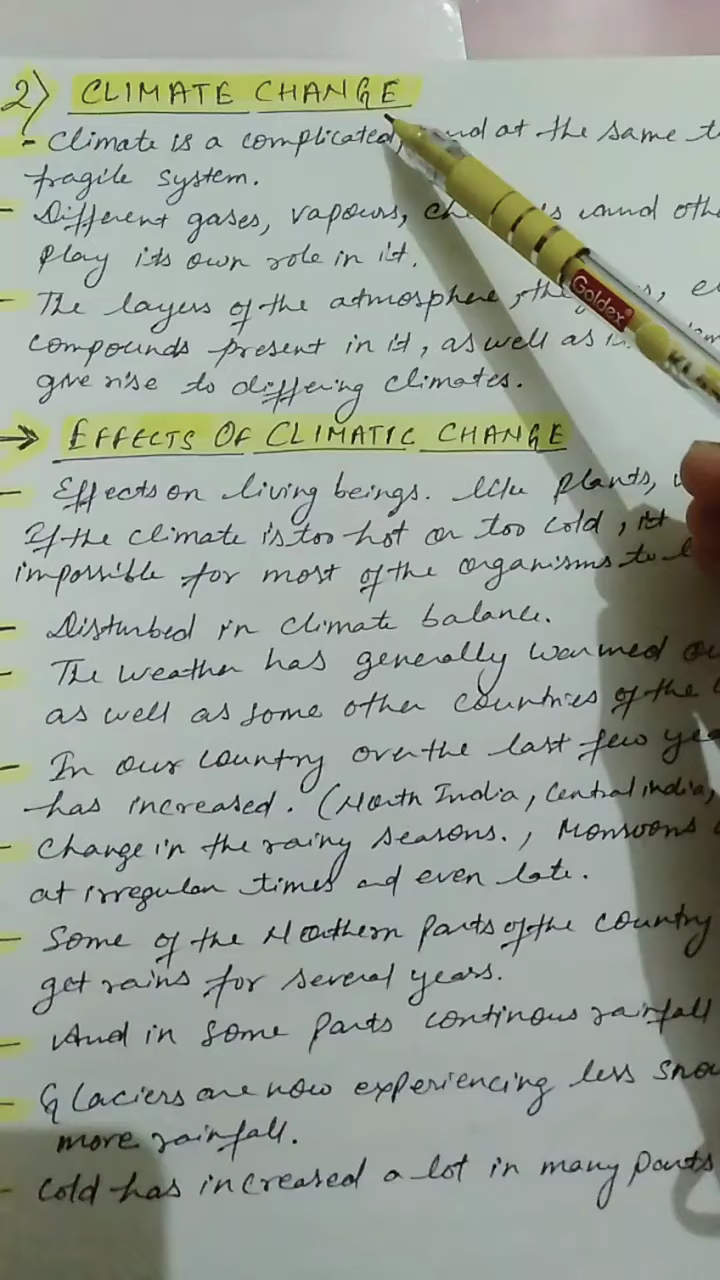 2) CLIMATE CHANGE
- Climate is a complicated, and at the same
fragile system.
- Different gases, vapours, and
play its own role in it.
- The layers of the atmosphere,
compounds present in it, as well as
give rise to differing climates.
→ EFFECTS OF CLIMATIC CHANGE
- Effects on living beings. like plants,
If the climate is too hot or too cold, it
impossible for most of the organisms to
- Disturbed in climate balance.
- The weather has generally warmed
as well as some other countries of the
- In our country over the last few
has increased. (North India, Central india,
- Change in the rainy seasons., Monsoons
at irregular times and even late.
- Some of the Northern parts of the country
get rains for several years.
- And in some parts continous rainfall
- Glaciers are now experiencing less
more rainfall.
- Cold has increased a lot in many parts
Goldex